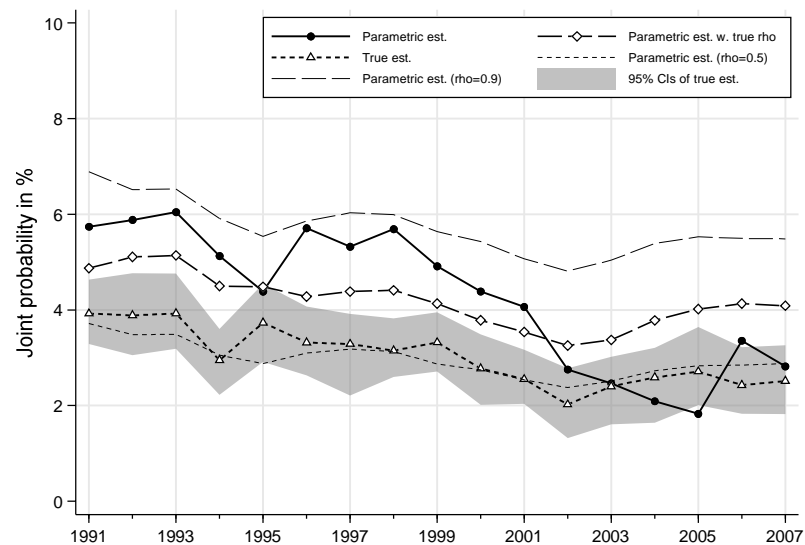 10
8
6
4
2
0
Joint probability in %
Parametric est.
Parametric est. w. true rho
True est.
Parametric est. (rho=0.5)
Parametric est. (rho=0.9)
95% CIs of true est.
1991 1993 1995 1997 1999 2001 2003 2005 2007